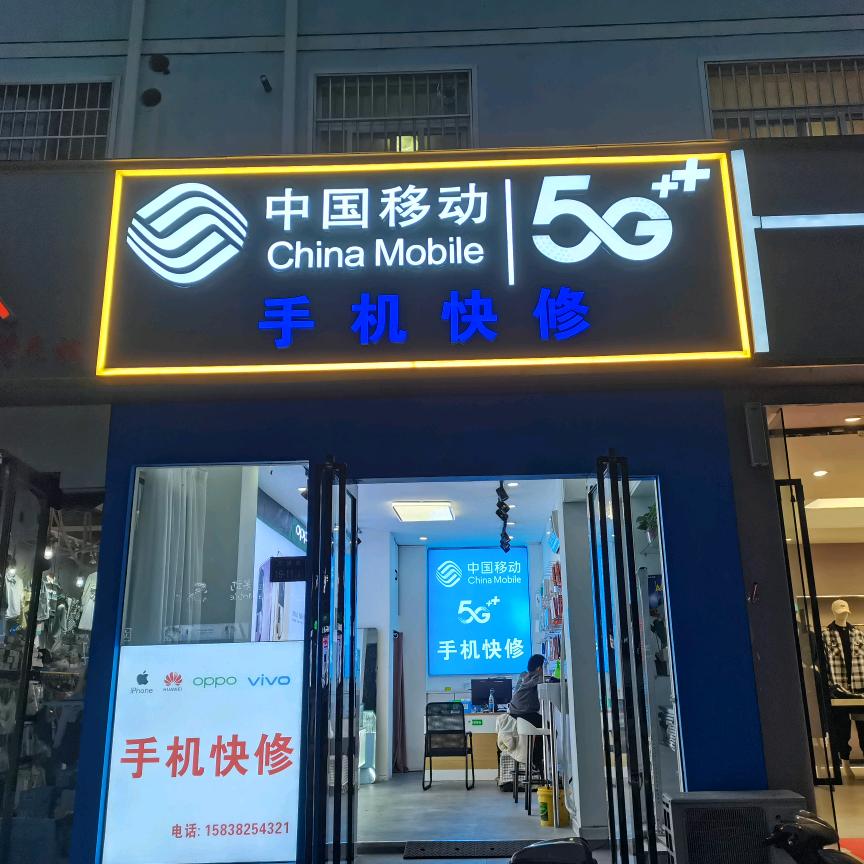 中国移动
China Mobile
5G++
手机快修
OPPO
中国移动
China Mobile
5G++
手机快修
iPhone
HUAWEI
oppo
vivo
手机快修
电话: 15838254321